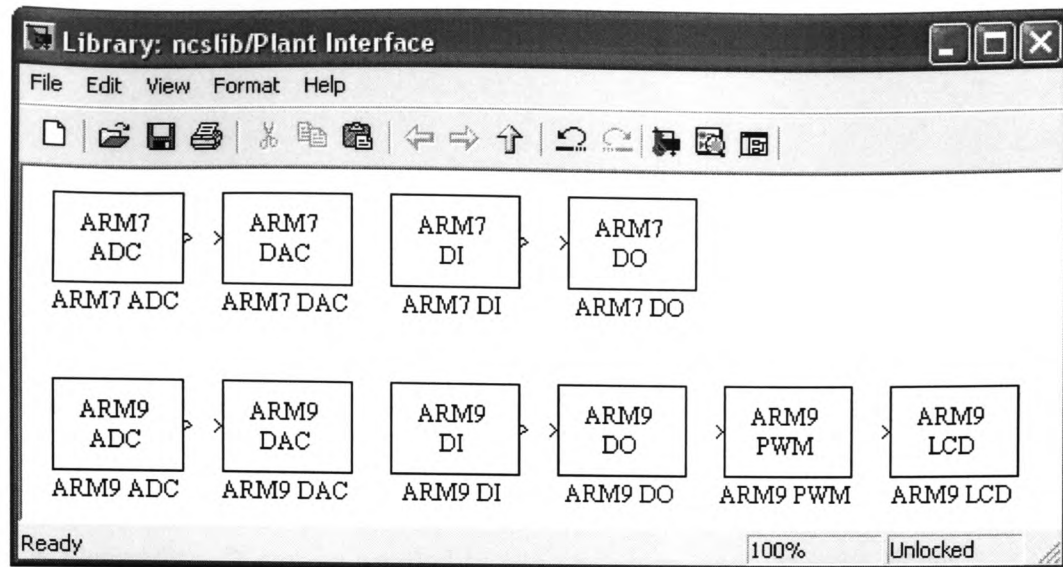 Library: ncslib/Plant Interface
File Edit View Format Help
ARM7 ADC
ARM7 DAC
ARM7 DI
ARM7 DO
ARM7 ADC ARM7 DAC ARM7 DI ARM7 DO
ARM9 ADC
ARM9 DAC
ARM9 DI
ARM9 DO
ARM9 PWM
ARM9 LCD
ARM9 ADC ARM9 DAC ARM9 DI ARM9 DO ARM9 PWM ARM9 LCD
Ready 100% Unlocked